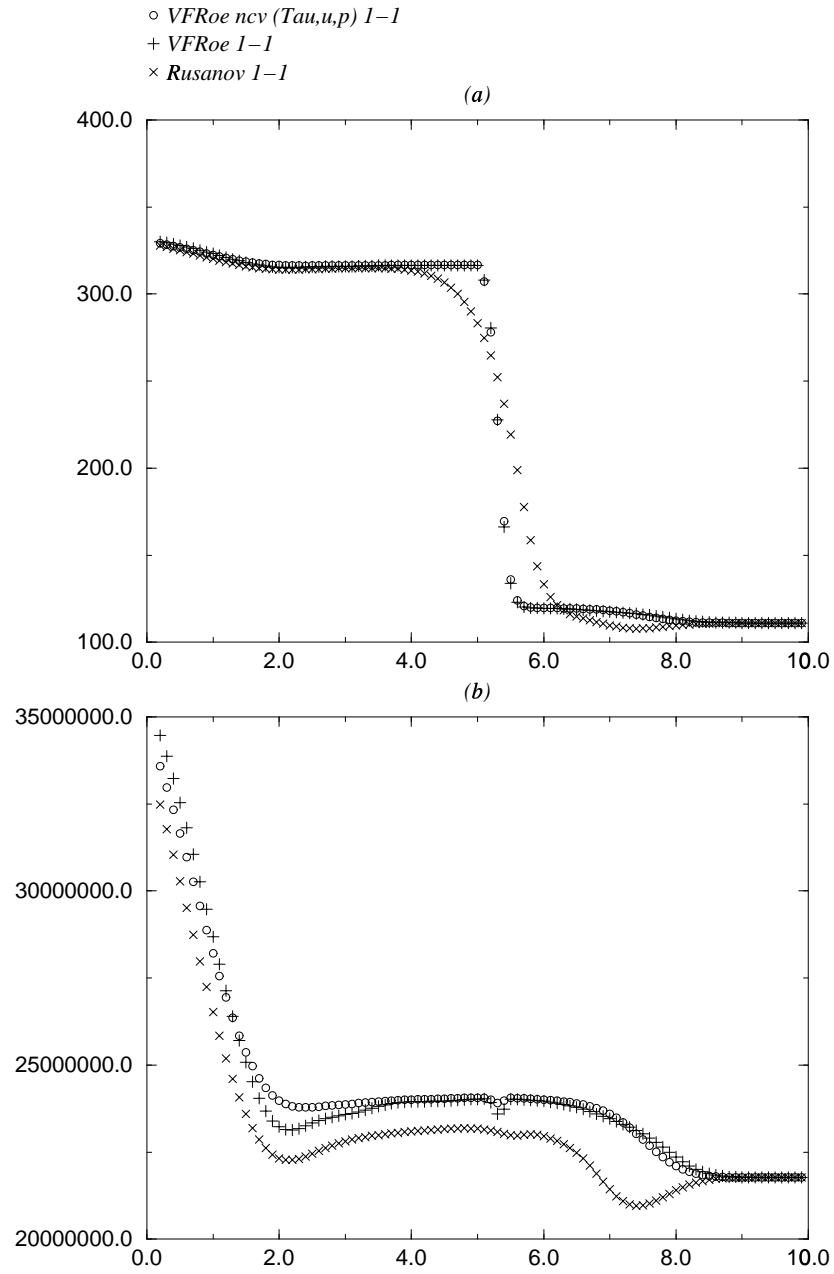 VFRoe ncv (Tau,u,p) 1−1
VFRoe 1−1
Rusanov 1−1
(a)
400.0
300.0
200.0
100.0
0.0 2.0 4.0 6.0 8.0 10.0
(b)
35000000.0
30000000.0
25000000.0
20000000.0
0.0 2.0 4.0 6.0 8.0 10.0